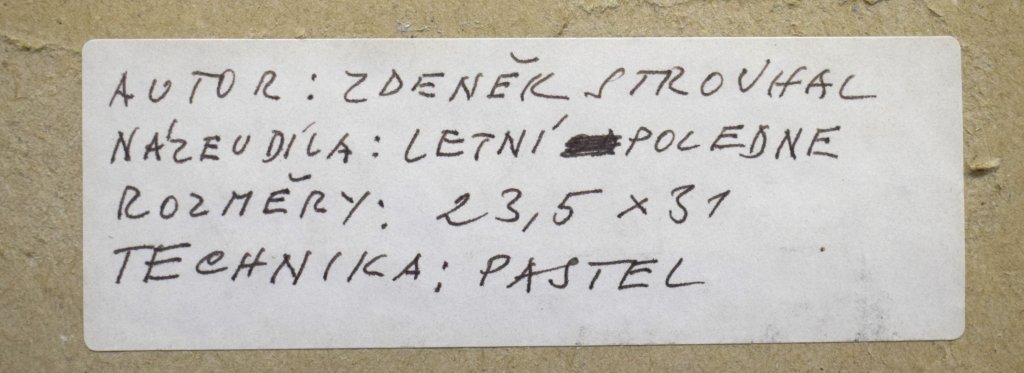 AUTOR: ZDENĚK STROUHAL
NÁZEV DÍLA: LETNÍ POLEDNE
ROZMĚRY: 23,5 x 31
TECHNIKA: PASTEL